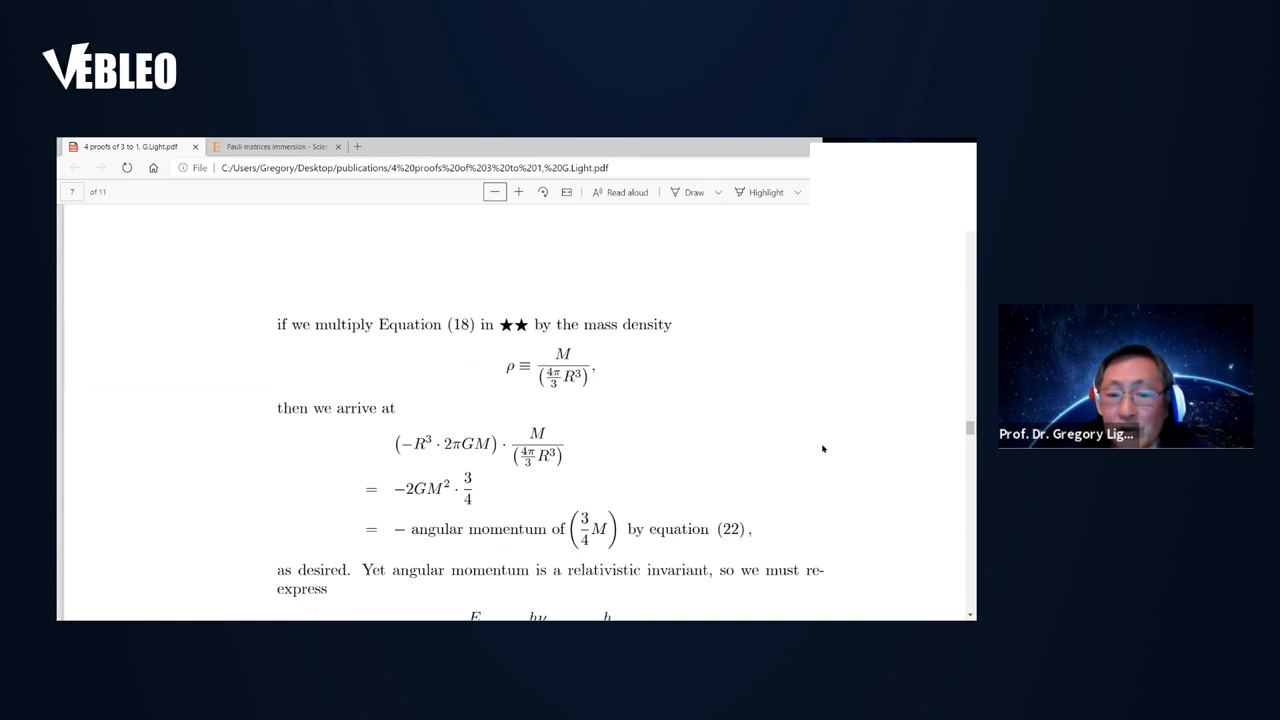 VEBLEO
4 proofs of 3 to 1, G.Light.pdf
Pauli matrices immersion - Scien
File C:/Users/Gregory/Desktop/publications/4%20proofs%20of%203%20to%201,%20G.Light.pdf
7 of 11
Read aloud
Draw
Highlight
if we multiply Equation (18) in ★★ by the mass density
ρ ≡ M / (4π/3 R³),
then we arrive at
(−R³ · 2πGM) · M / (4π/3 R³)
= −2GM² · 3/4
= − angular momentum of (3/4 M) by equation (22),
as desired. Yet angular momentum is a relativistic invariant, so we must re-
express
E hν h
Prof. Dr. Gregory Lig...